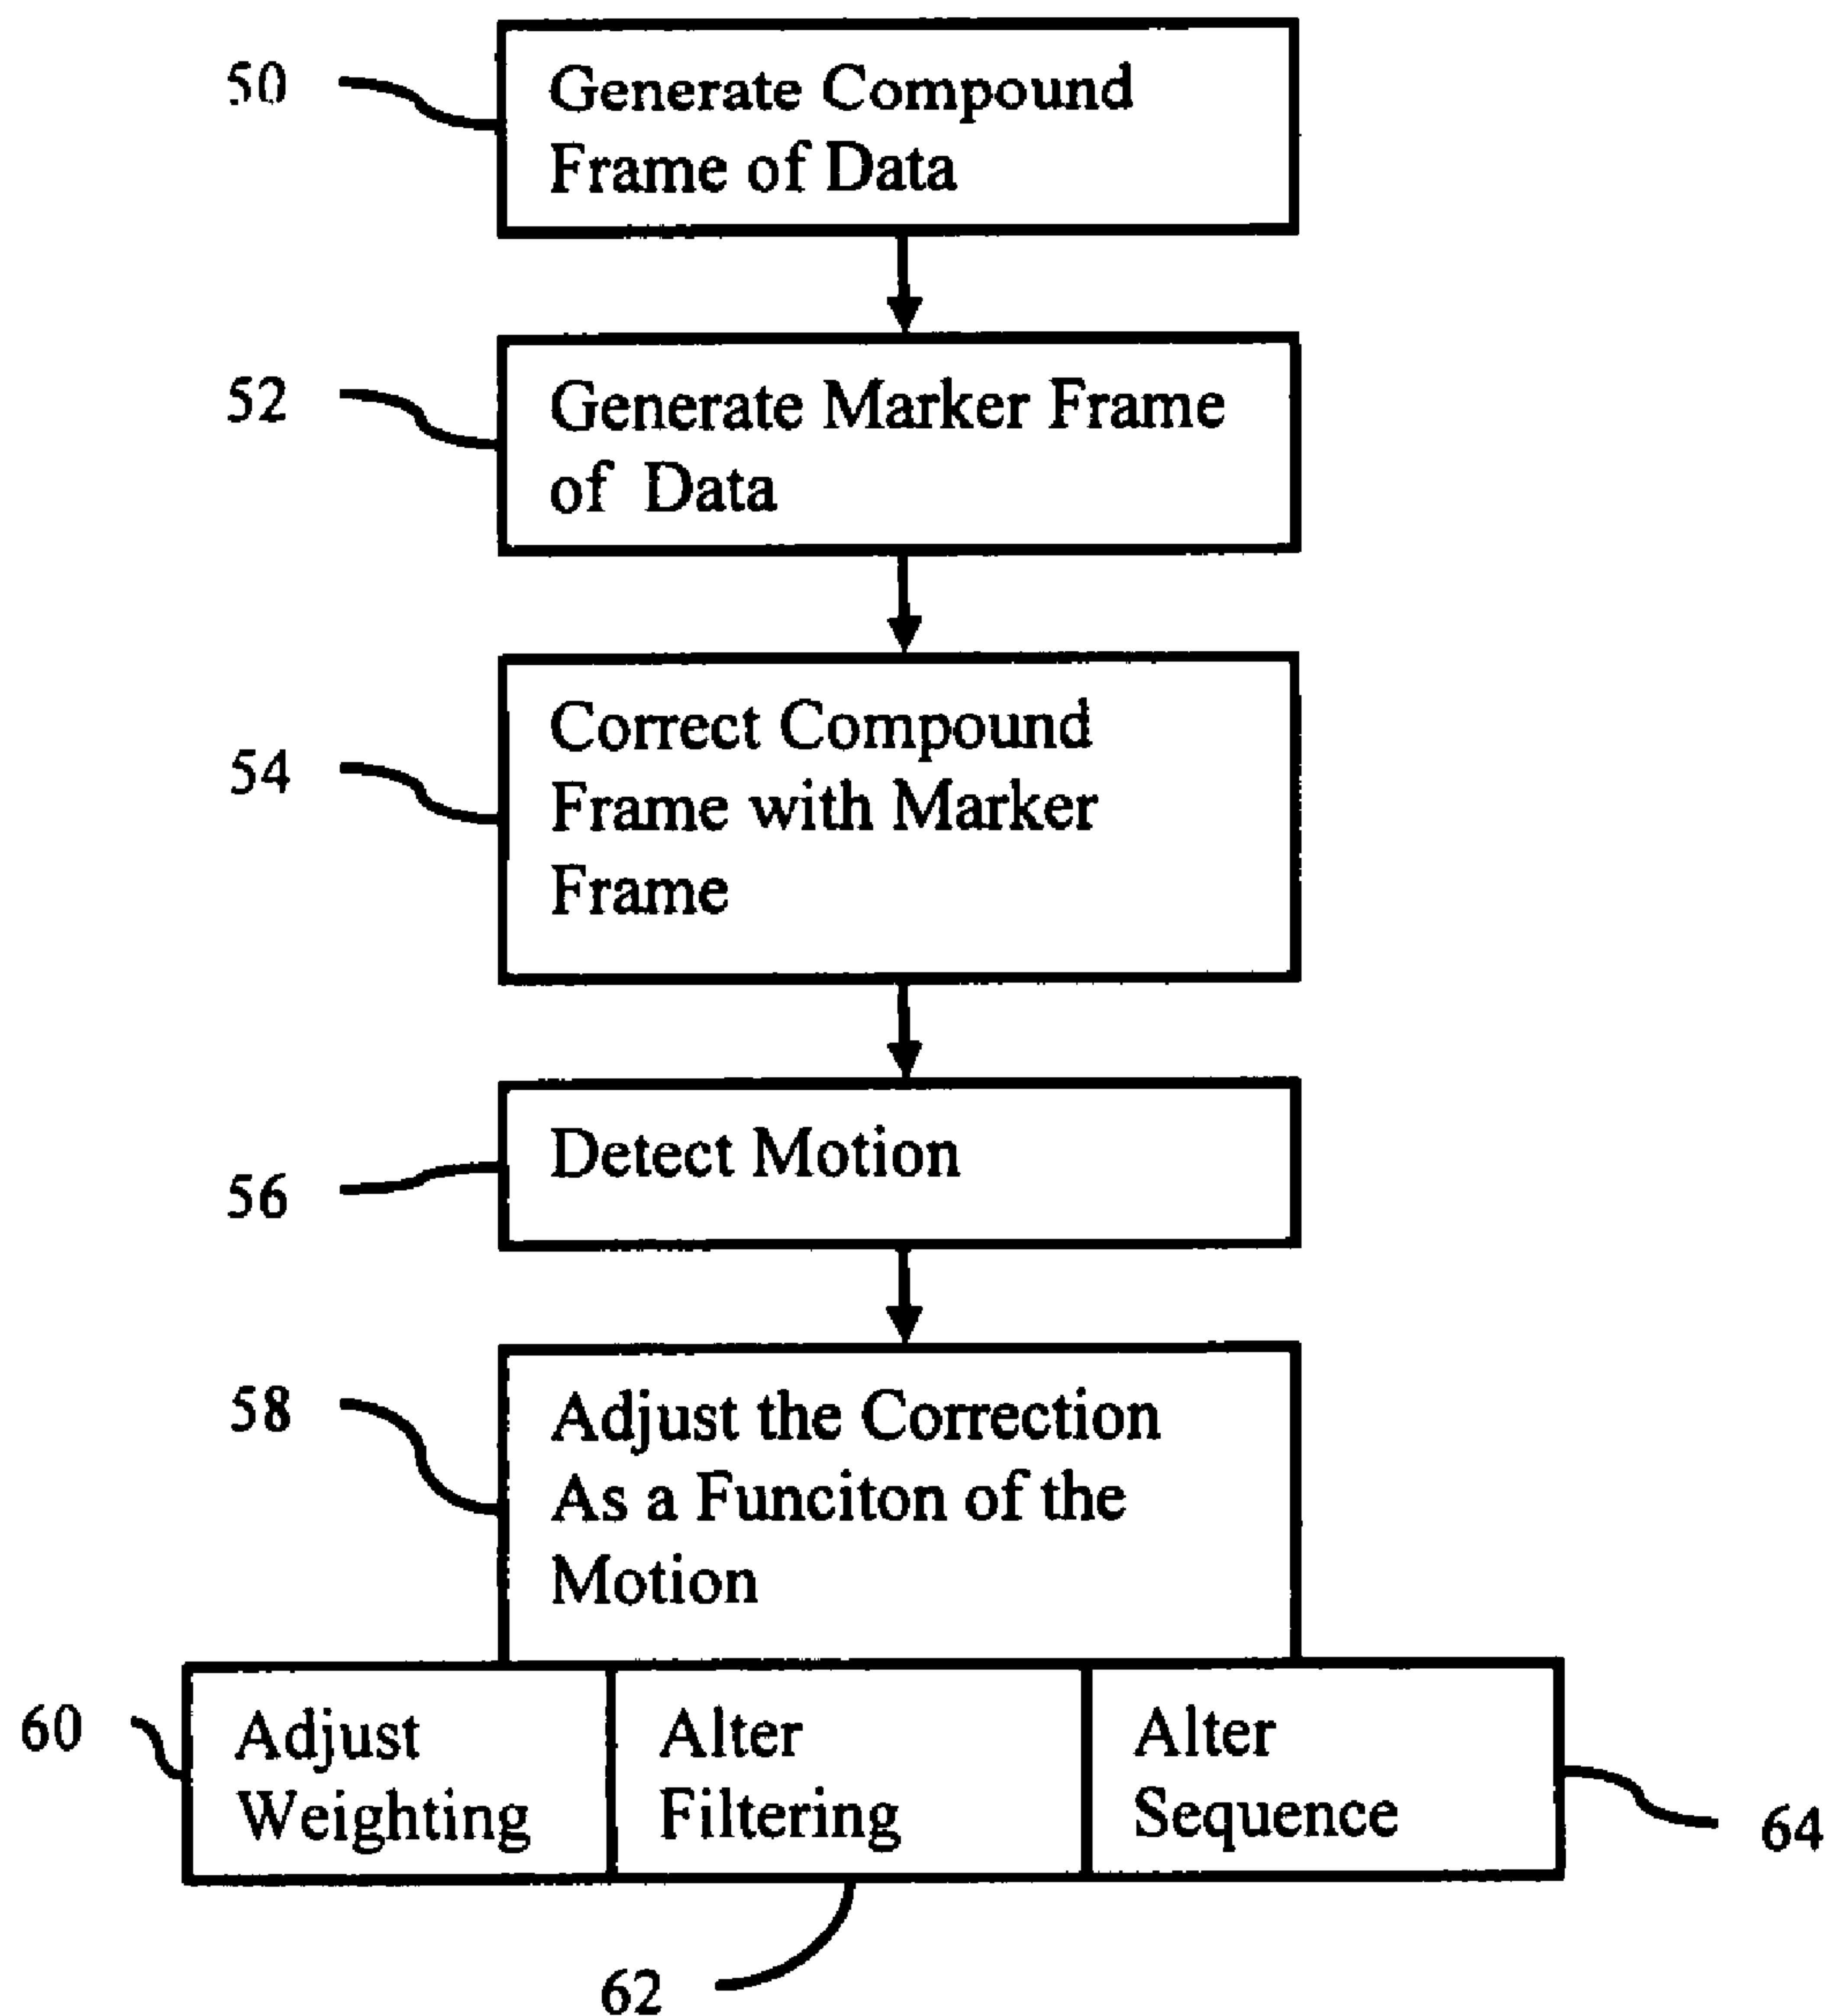 50
Generate Compound
Frame of Data
52
Generate Marker Frame
of Data
54
Correct Compound
Frame with Marker
Frame
56
Detect Motion
58
Adjust the Correction
As a Funciton of the
Motion
60
Adjust
Weighting
Alter
Filtering
Alter
Sequence
64
62